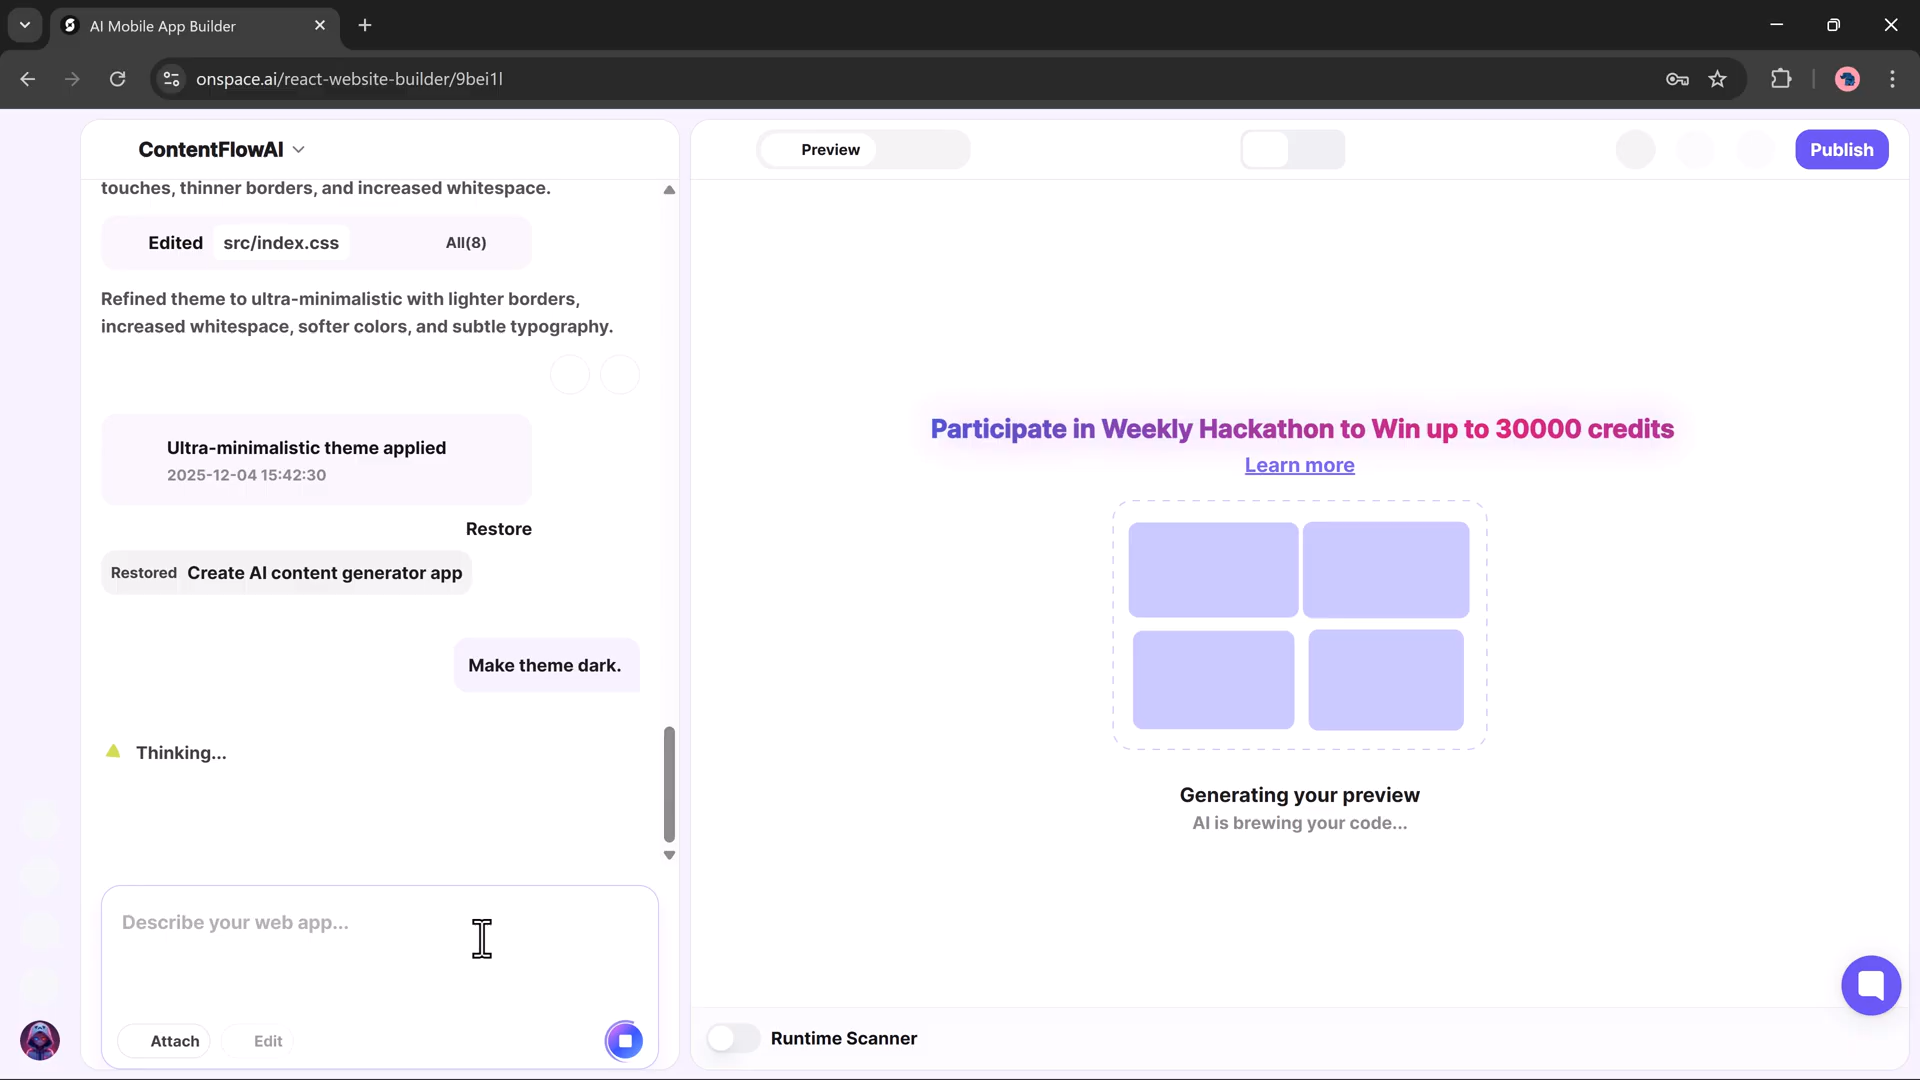 AI Mobile App Builder
onspace.ai/react-website-builder/9bei1l
ContentFlowAI
Preview
Publish
touches, thinner borders, and increased whitespace.
Edited src/index.css All(8)
Refined theme to ultra-minimalistic with lighter borders,
increased whitespace, softer colors, and subtle typography.
Ultra-minimalistic theme applied
2025-12-04 15:42:30
Restore
Restored Create AI content generator app
Make theme dark.
Thinking...
Describe your web app...
Attach
Edit
Participate in Weekly Hackathon to Win up to 30000 credits
Learn more
Generating your preview
AI is brewing your code...
Runtime Scanner